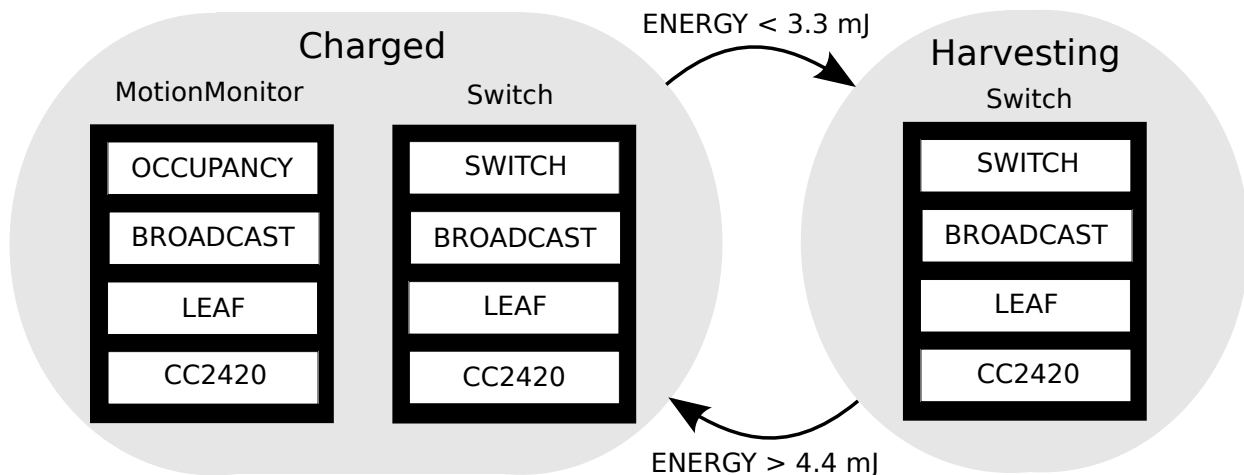 ENERGY < 3.3 mJ
Charged
Harvesting
MotionMonitor
Switch
Switch
OCCUPANCY
BROADCAST
LEAF
CC2420
SWITCH
BROADCAST
LEAF
CC2420
SWITCH
BROADCAST
LEAF
CC2420
ENERGY > 4.4 mJ